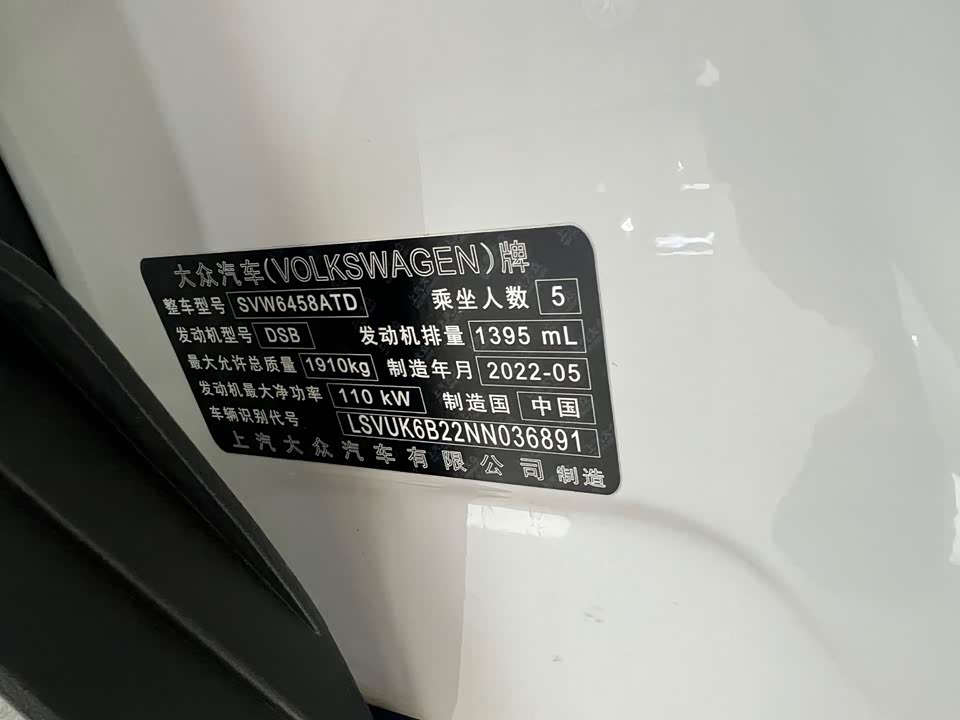 大众汽车(VOLKSWAGEN)牌
整车型号 SVW6458ATD 乘坐人数 5
发动机型号 DSB 发动机排量 1395 mL
最大允许总质量 1910kg 制造年月 2022-05
发动机最大净功率 110 kW 制造国 中国
车辆识别代号 LSVUK6B22NN036891
上汽大众汽车有限公司 制造